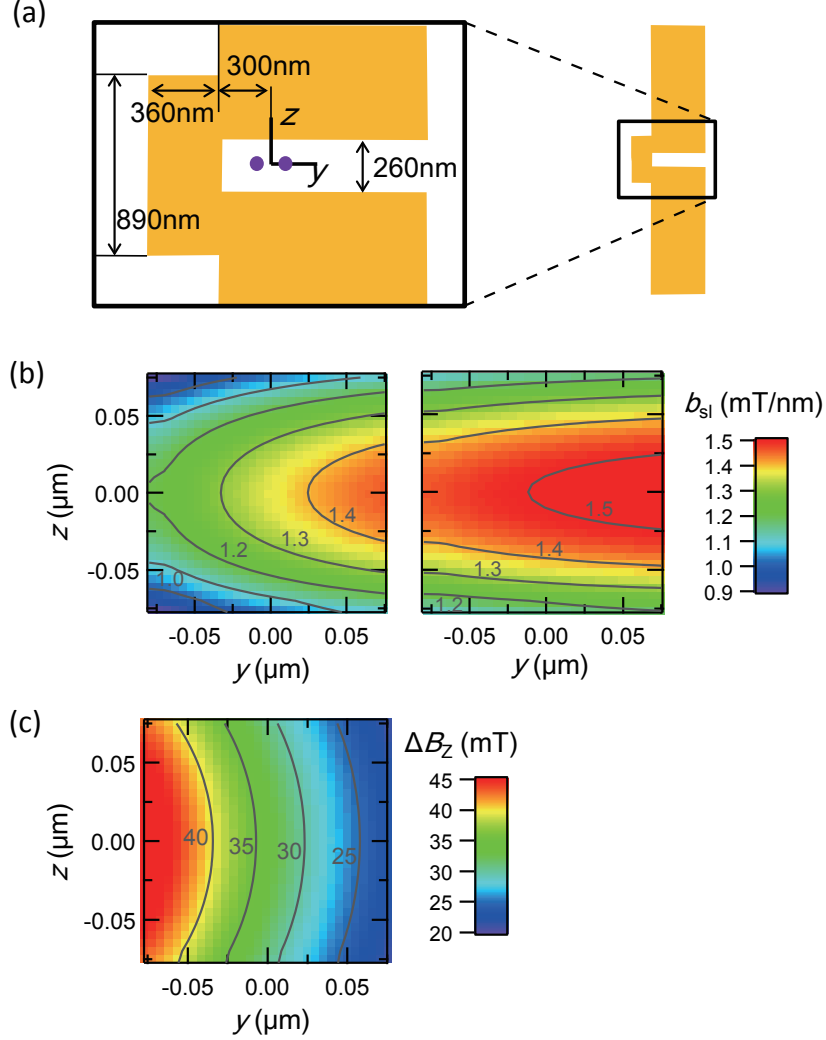 (a)
300nm
360nm
z
y
260nm
890nm
(b)
z (µm)
0.05
0.00
-0.05
1.4
1.3
1.2
1.0
-0.05 0.00 0.05
y (µm)
1.5
1.4
1.3
1.2
-0.05 0.00 0.05
y (µm)
bsl (mT/nm)
1.5
1.4
1.3
1.2
1.1
1.0
0.9
(c)
z (µm)
0.05
0.00
-0.05
40 35 30 25
-0.05 0.00 0.05
y (µm)
ΔBZ (mT)
45
40
35
30
25
20